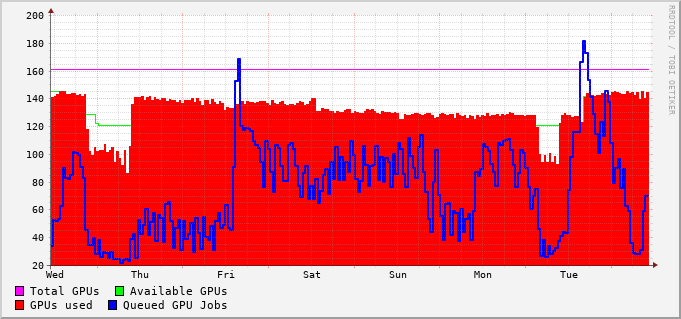 200
180
160
140
120
100
80
60
40
20
Wed Thu Fri Sat Sun Mon Tue
Total GPUs Available GPUs
GPUs used Queued GPU Jobs
RRDTOOL / TOBI OETIKER